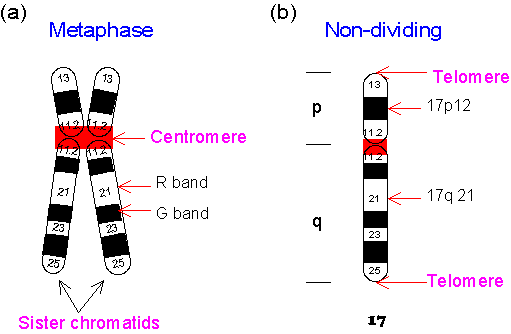 (a)
Metaphase
13
13
11.2
11.2
Centromere
11.2
11.2
21
21
R band
G band
23
23
25
25
Sister chromatids
(b)
Non-dividing
Telomere
13
p
17p12
11.2
11.2
21
17q 21
q
23
25
Telomere
17